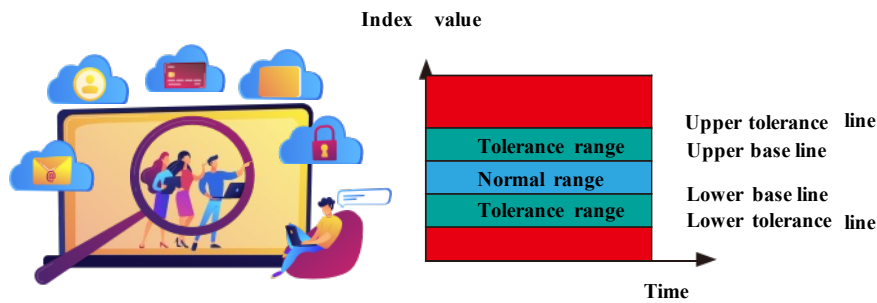 Index value
@
Tolerance range
Normal range
Tolerance range
Upper tolerance line
Upper base line
Lower base line
Lower tolerance line
Time